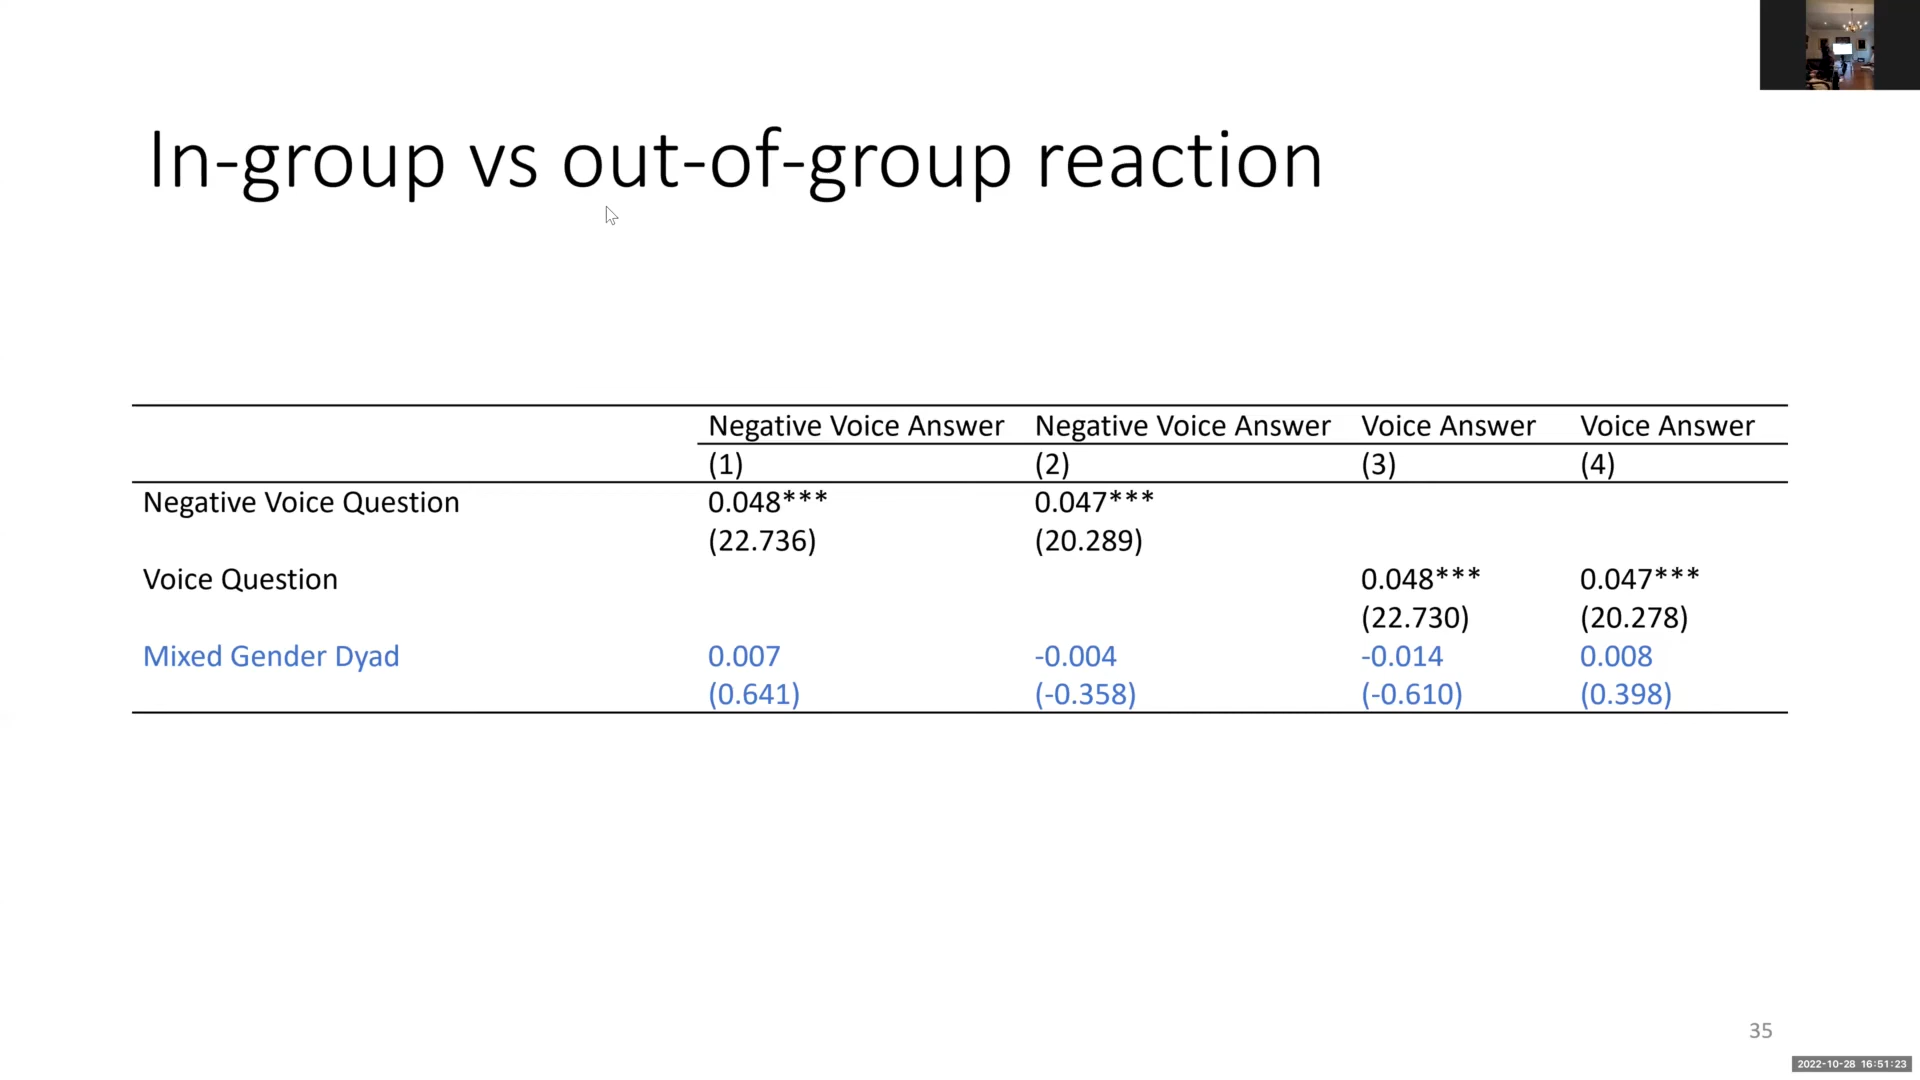 In-group vs out-of-group reaction
Negative Voice Answer Negative Voice Answer Voice Answer Voice Answer
(1) (2) (3) (4)
Negative Voice Question 0.048*** 0.047***
(22.736) (20.289)
Voice Question 0.048*** 0.047***
(22.730) (20.278)
Mixed Gender Dyad 0.007 -0.004 -0.014 0.008
(0.641) (-0.358) (-0.610) (0.398)
35
2022-10-28 16:51:23